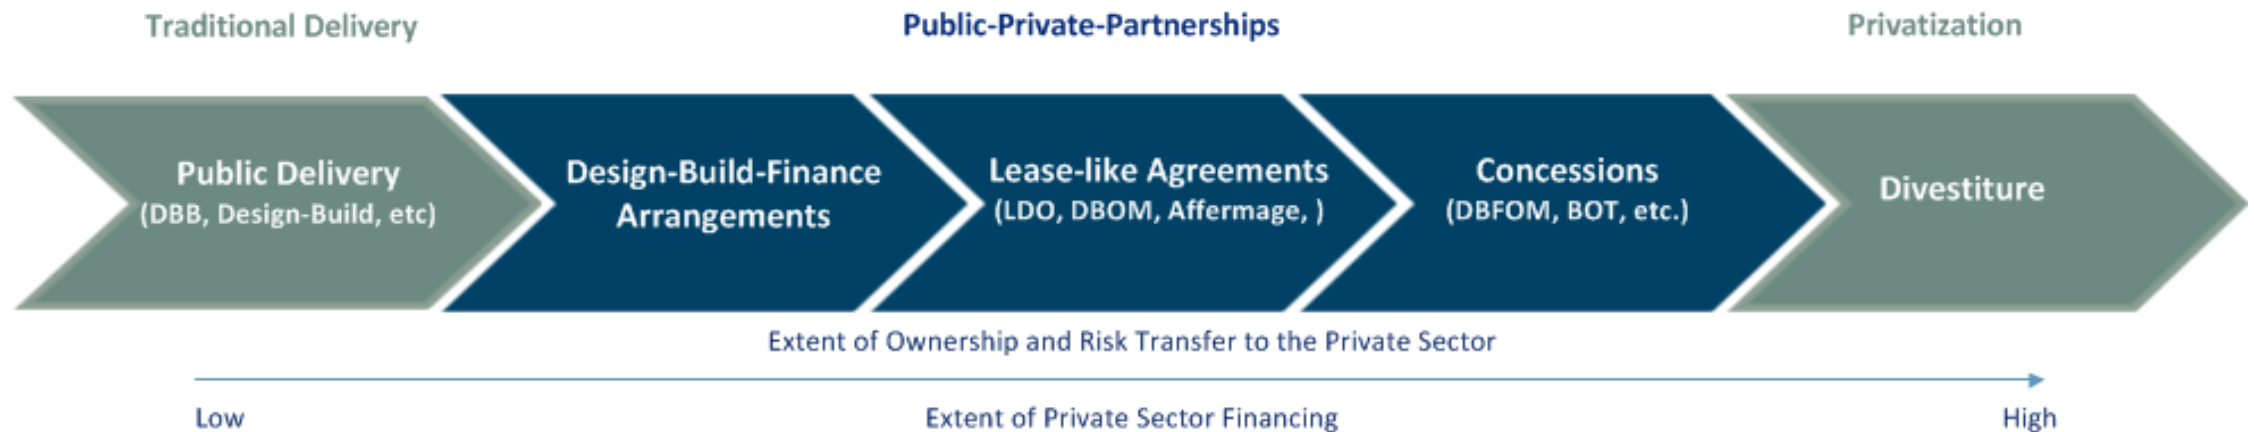 Traditional Delivery
Public-Private-Partnerships
Privatization
Public Delivery
(DBB, Design-Build, etc)
Design-Build-Finance
Arrangements
Lease-like Agreements
(LDO, DBOM, Affermage, )
Concessions
(DBFOM, BOT, etc.)
Divestiture
Extent of Ownership and Risk Transfer to the Private Sector
Low
Extent of Private Sector Financing
High